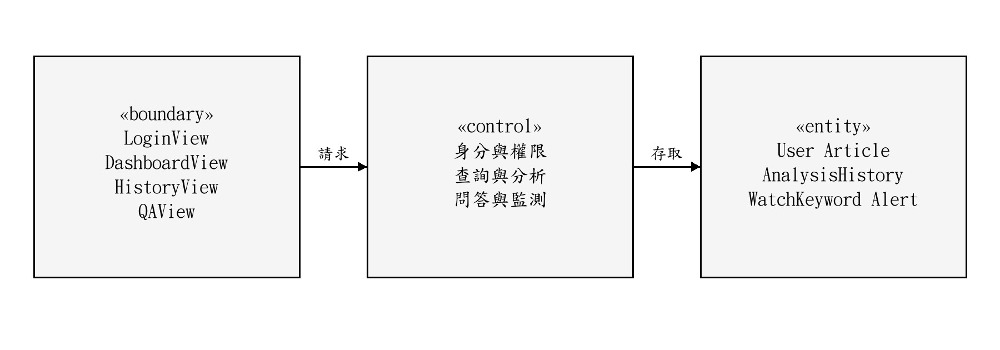 «boundary»
LoginView
DashboardView
HistoryView
QAView
請求
«control»
身分與權限
查詢與分析
問答與監測
存取
«entity»
User Article
AnalysisHistory
WatchKeyword Alert